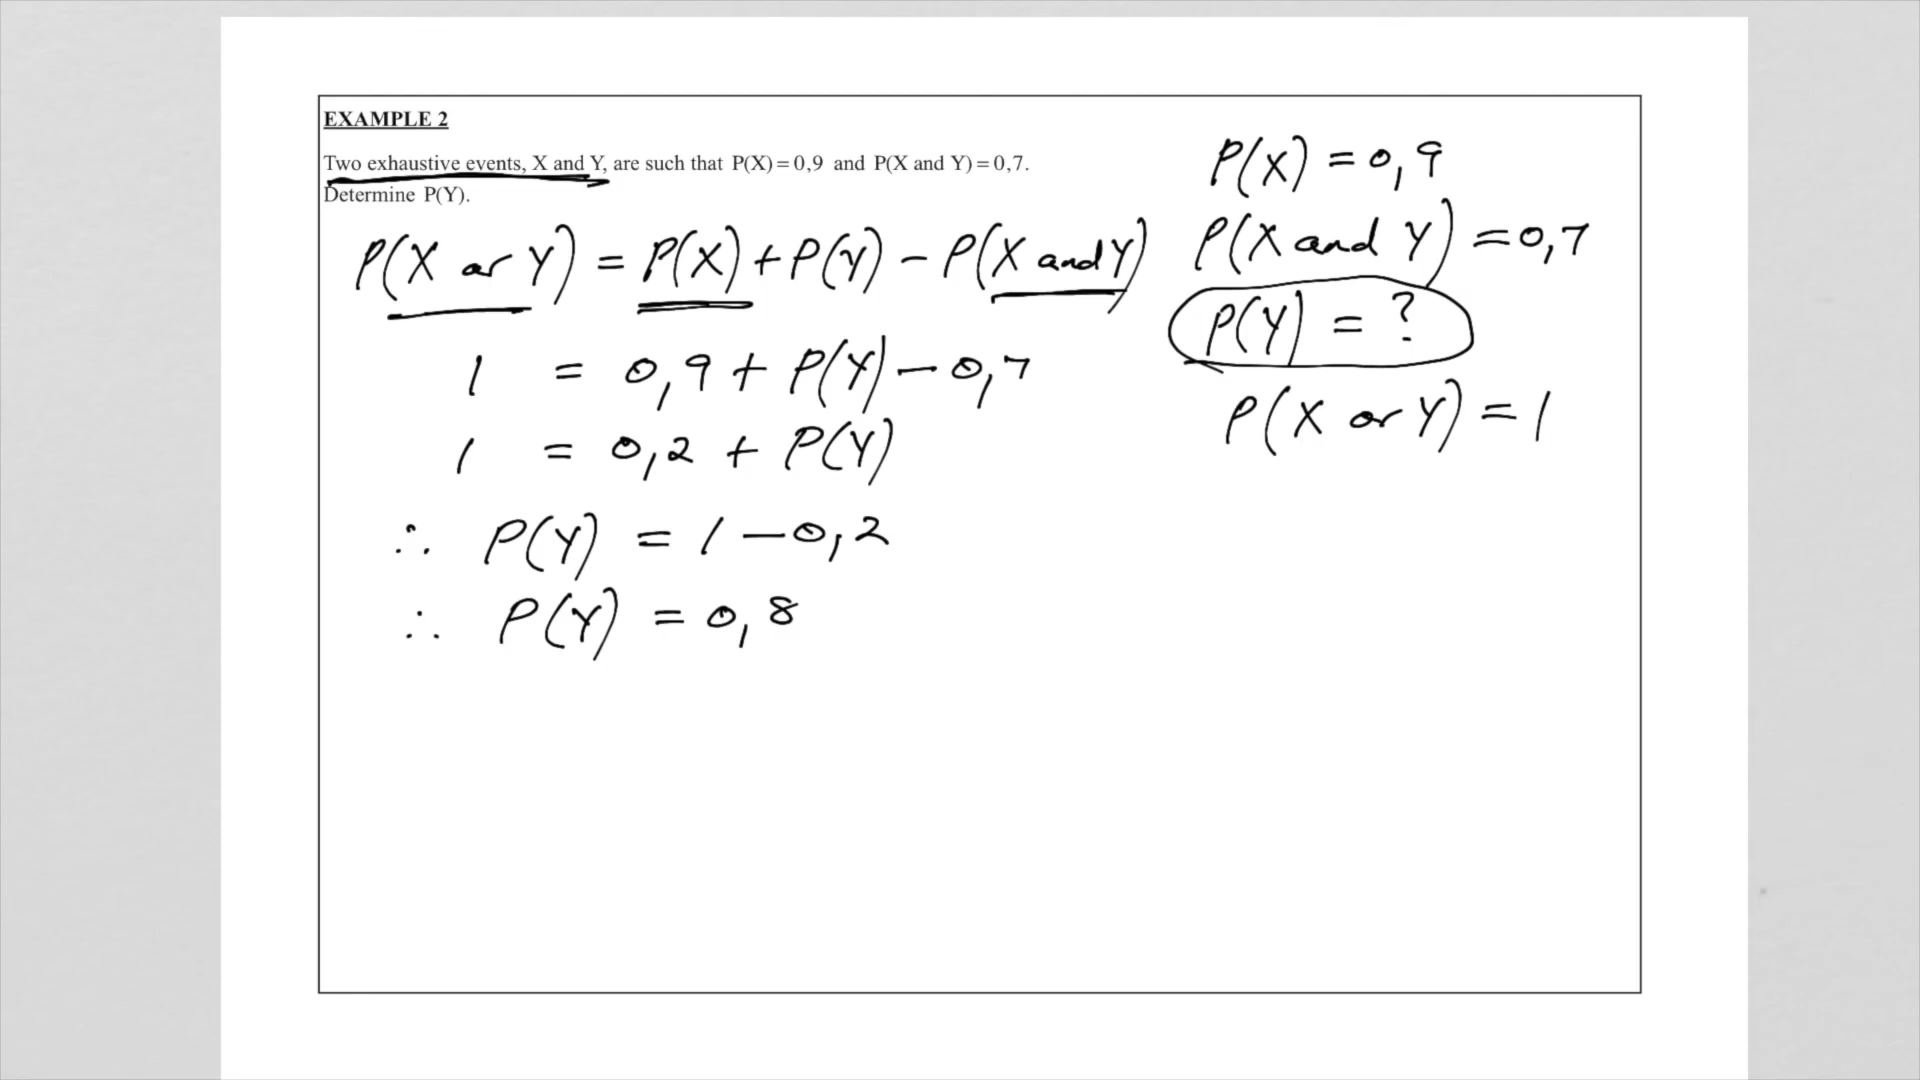 EXAMPLE 2
Two exhaustive events, X and Y, are such that P(X)=0,9 and P(X and Y)=0,7.
Determine P(Y).
P(X or Y) = P(X) + P(Y) - P(X and Y)
1 = 0,9 + P(Y) - 0,7
1 = 0,2 + P(Y)
∴ P(Y) = 1 - 0,2
∴ P(Y) = 0,8
P(X) = 0,9
P(X and Y) = 0,7
P(Y) = ?
P(X or Y) = 1